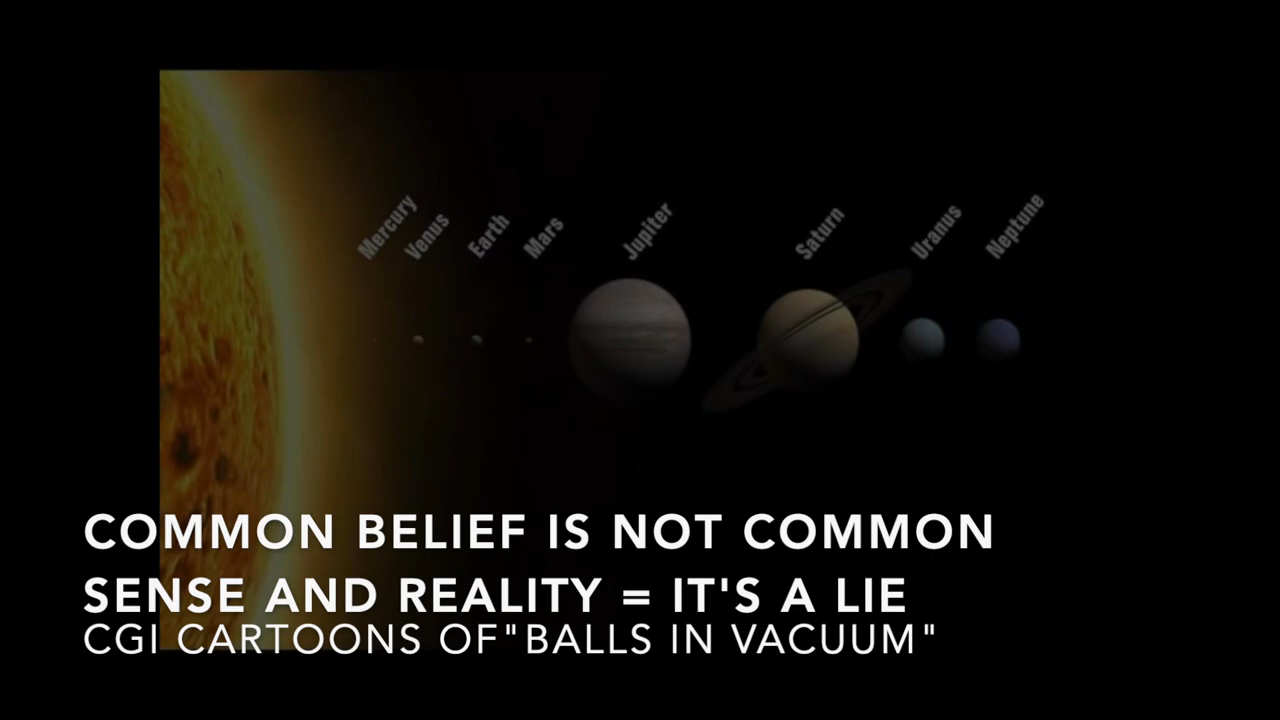 Mercury
Venus
Earth
Mars
Jupiter
Saturn
Uranus
Neptune
COMMON BELIEF IS NOT COMMON
SENSE AND REALITY = IT'S A LIE
CGI CARTOONS OF"BALLS IN VACUUM"